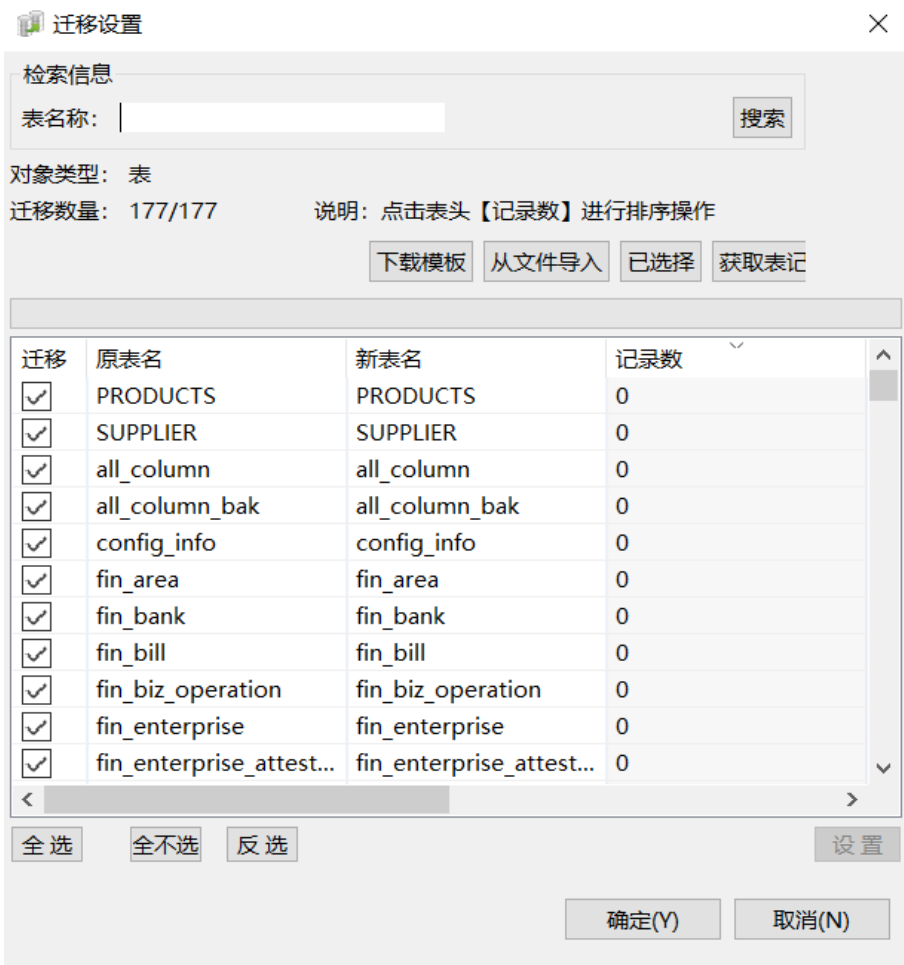 迁移设置
检索信息
表名称： 搜索
对象类型： 表
迁移数量： 177/177 说明：点击表头【记录数】进行排序操作
下载模板 从文件导入 已选择 获取表记
迁移 原表名 新表名 记录数
PRODUCTS PRODUCTS 0
SUPPLIER SUPPLIER 0
all_column all_column 0
all_column_bak all_column_bak 0
config_info config_info 0
fin_area fin_area 0
fin_bank fin_bank 0
fin_bill fin_bill 0
fin_biz_operation fin_biz_operation 0
fin_enterprise fin_enterprise 0
fin_enterprise_attest... fin_enterprise_attest... 0
全 选 全不选 反 选 设 置
确定(Y) 取消(N)